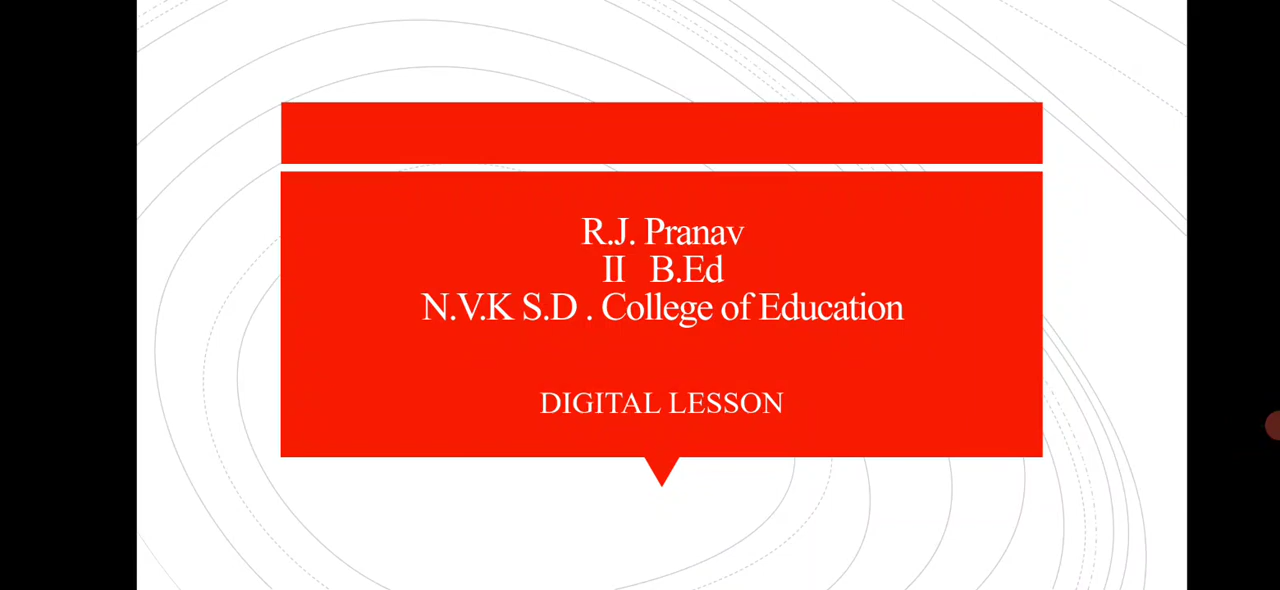 R.J. Pranav
II B.Ed
N.V.K S.D . College of Education
DIGITAL LESSON